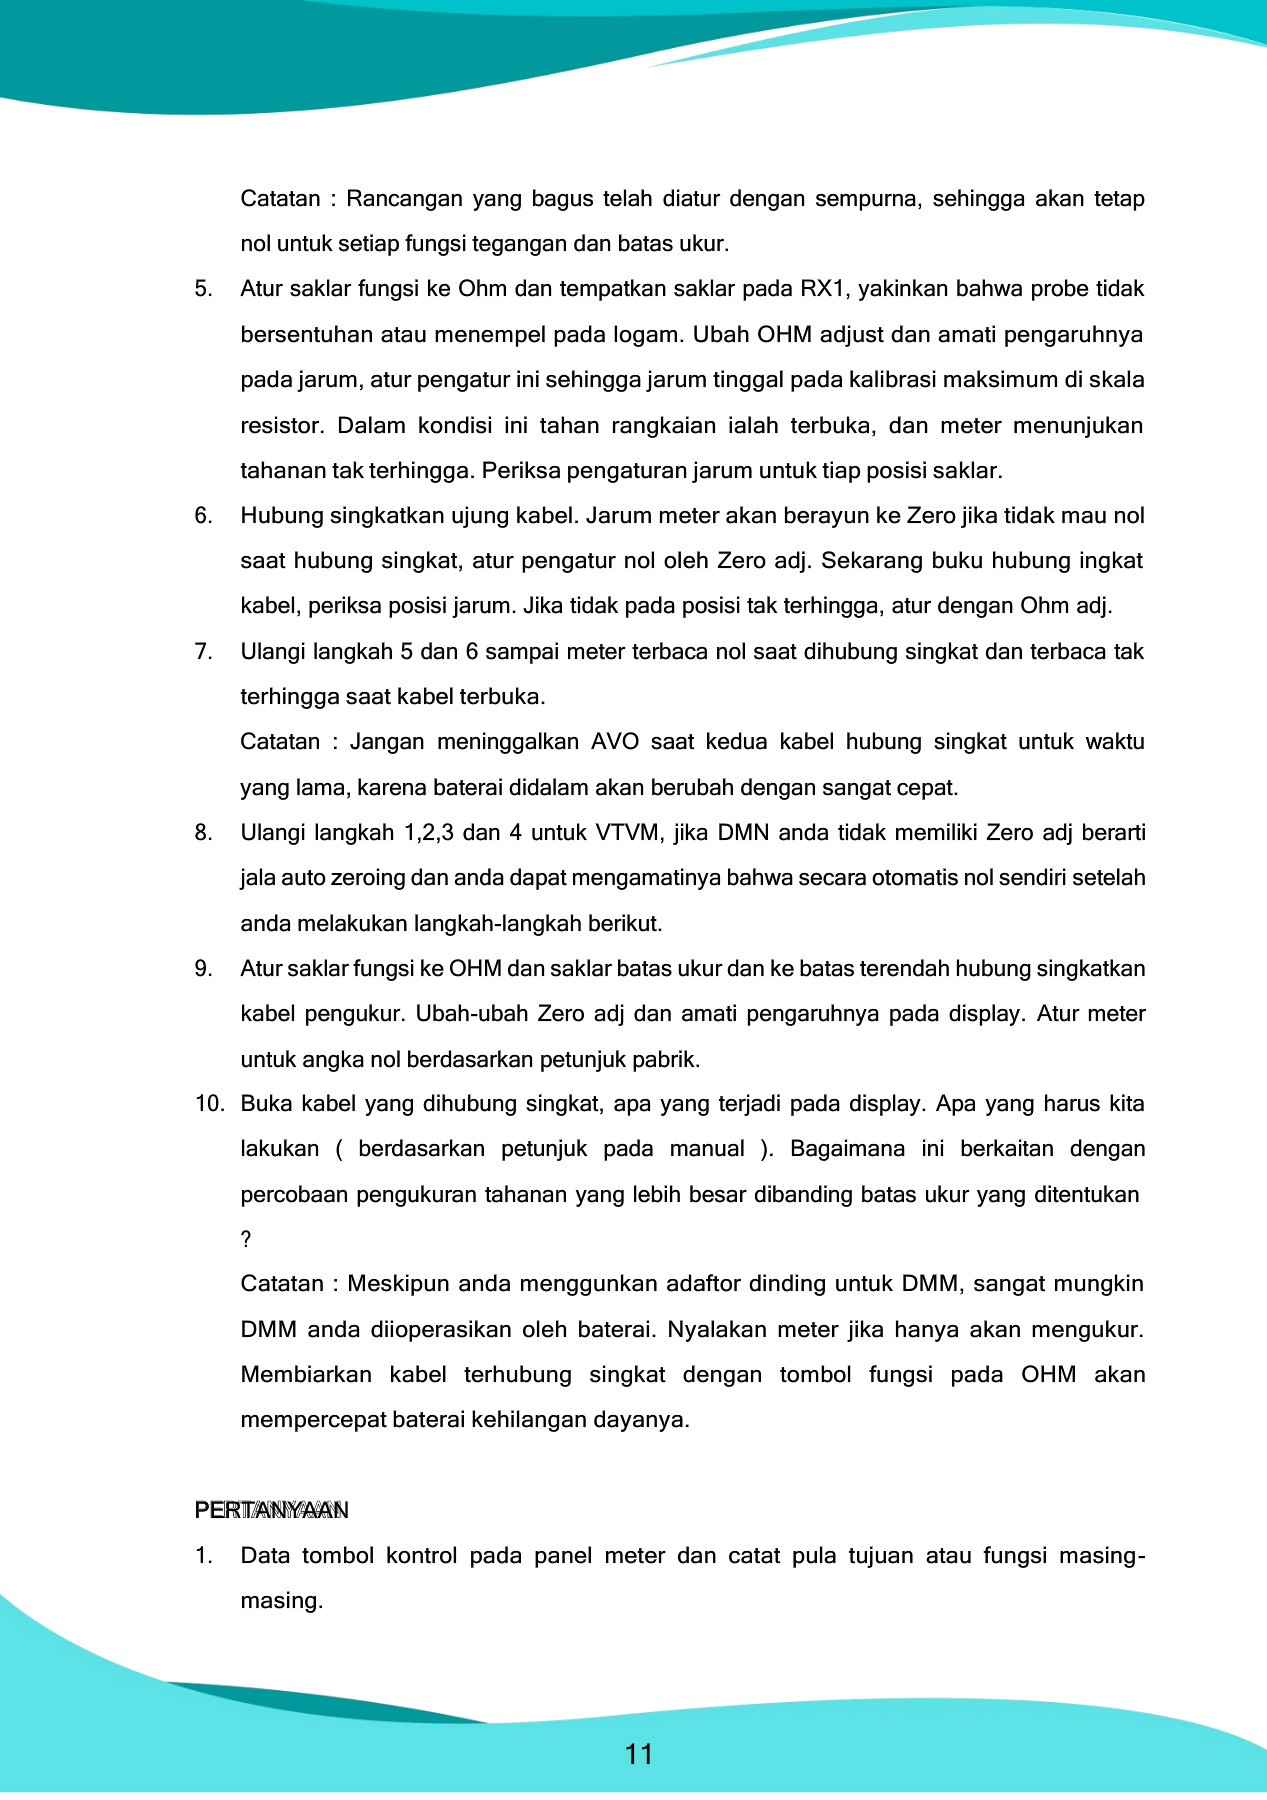 Catatan : Rancangan yang bagus telah diatur dengan sempurna, sehingga akan tetap
nol untuk setiap fungsi tegangan dan batas ukur.
5. Atur saklar fungsi ke Ohm dan tempatkan saklar pada RX1, yakinkan bahwa probe tidak
bersentuhan atau menempel pada logam. Ubah OHM adjust dan amati pengaruhnya
pada jarum, atur pengatur ini sehingga jarum tinggal pada kalibrasi maksimum di skala
resistor. Dalam kondisi ini tahan rangkaian ialah terbuka, dan meter menunjukan
tahanan tak terhingga. Periksa pengaturan jarum untuk tiap posisi saklar.
6. Hubung singkatkan ujung kabel. Jarum meter akan berayun ke Zero jika tidak mau nol
saat hubung singkat, atur pengatur nol oleh Zero adj. Sekarang buku hubung ingkat
kabel, periksa posisi jarum. Jika tidak pada posisi tak terhingga, atur dengan Ohm adj.
7. Ulangi langkah 5 dan 6 sampai meter terbaca nol saat dihubung singkat dan terbaca tak
terhingga saat kabel terbuka.
Catatan : Jangan meninggalkan AVO saat kedua kabel hubung singkat untuk waktu
yang lama, karena baterai didalam akan berubah dengan sangat cepat.
8. Ulangi langkah 1,2,3 dan 4 untuk VTVM, jika DMN anda tidak memiliki Zero adj berarti
jala auto zeroing dan anda dapat mengamatinya bahwa secara otomatis nol sendiri setelah
anda melakukan langkah-langkah berikut.
9. Atur saklar fungsi ke OHM dan saklar batas ukur dan ke batas terendah hubung singkatkan
kabel pengukur. Ubah-ubah Zero adj dan amati pengaruhnya pada display. Atur meter
untuk angka nol berdasarkan petunjuk pabrik.
10. Buka kabel yang dihubung singkat, apa yang terjadi pada display. Apa yang harus kita
lakukan ( berdasarkan petunjuk pada manual ). Bagaimana ini berkaitan dengan
percobaan pengukuran tahanan yang lebih besar dibanding batas ukur yang ditentukan
?
Catatan : Meskipun anda menggunkan adaftor dinding untuk DMM, sangat mungkin
DMM anda diioperasikan oleh baterai. Nyalakan meter jika hanya akan mengukur.
Membiarkan kabel terhubung singkat dengan tombol fungsi pada OHM akan
mempercepat baterai kehilangan dayanya.
PERTANYAAN
1. Data tombol kontrol pada panel meter dan catat pula tujuan atau fungsi masing-
masing.
11